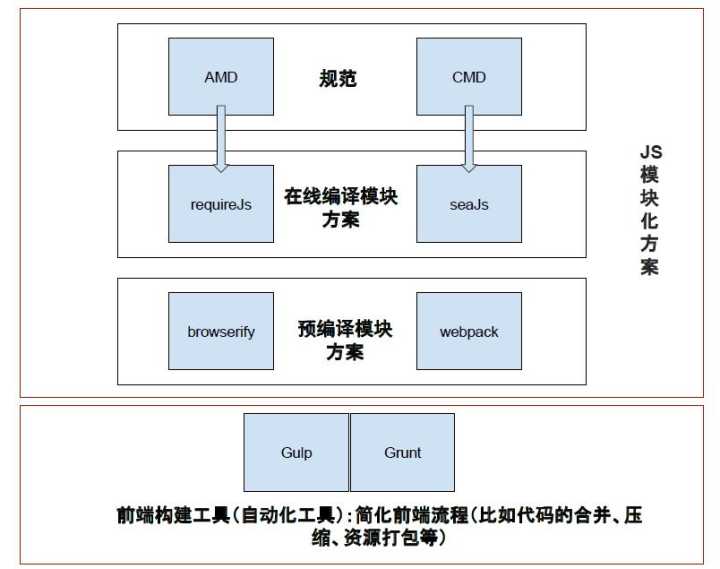 AMD
规范
CMD
requireJs
在线编译模块
方案
seaJs
browserify
预编译模块
方案
webpack
JS
模
块
化
方
案
Gulp
Grunt
前端构建工具(自动化工具):简化前端流程(比如代码的合并、压
缩、资源打包等)